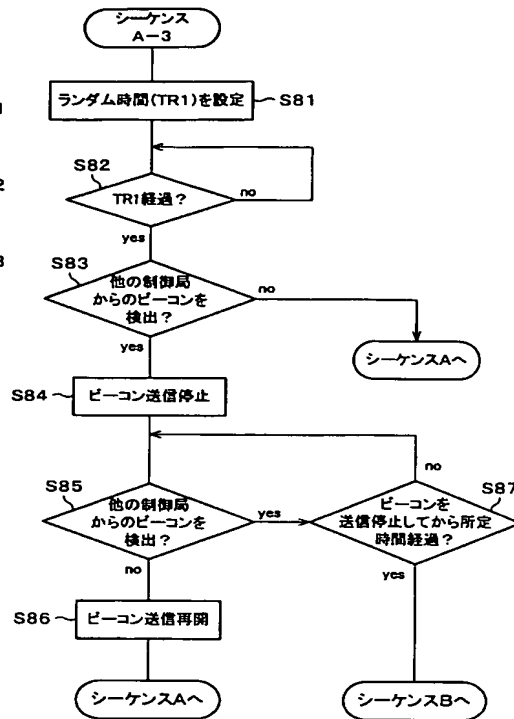 シーケンス
A-3
ランダム時間(TR1)を設定
S81
S82
TR1経過?
no
yes
S83
他の制御局
からのビーコンを
検出?
no
yes
シーケンスAへ
S84
ビーコン送信停止
no
S85
他の制御局
からのビーコンを
検出?
yes
S87
ビーコンを
送信停止してから所定
時間経過?
no
yes
S86
ビーコン送信再開
シーケンスAへ
シーケンスBへ